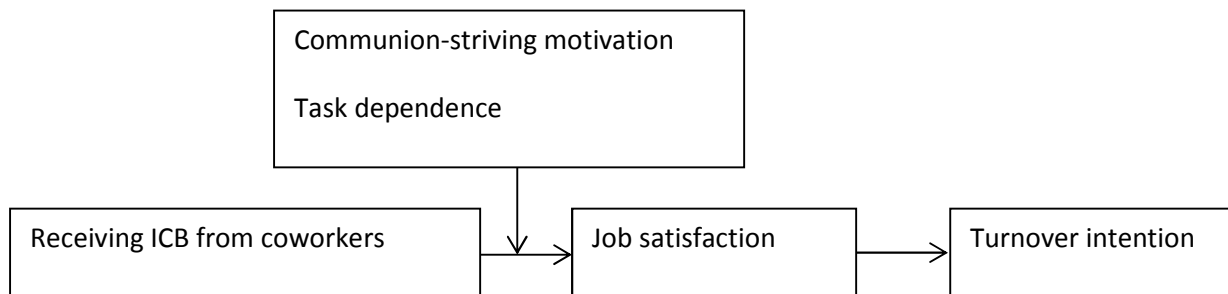 Communion-striving motivation
Task dependence
Receiving ICB from coworkers
Job satisfaction
Turnover intention